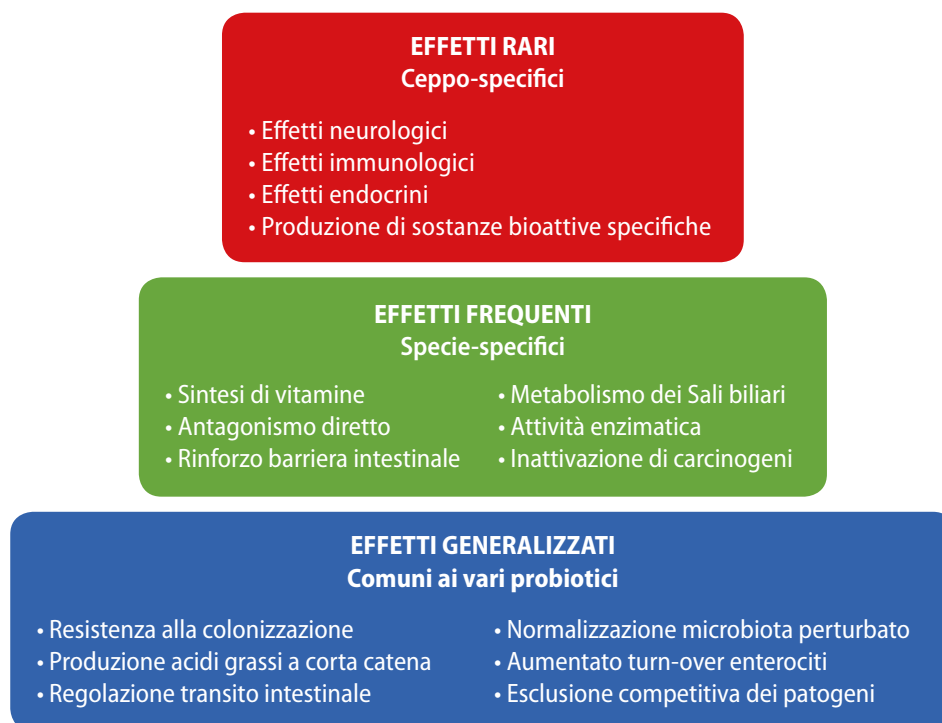 EFFETTI RARI
Ceppo-specifici
• Effetti neurologici
• Effetti immunologici
• Effetti endocrini
• Produzione di sostanze bioattive specifiche
EFFETTI FREQUENTI
Specie-specifici
• Sintesi di vitamine
• Antagonismo diretto
• Rinforzo barriera intestinale
• Metabolismo dei Sali biliari
• Attività enzimatica
• Inattivazione di carcinogeni
EFFETTI GENERALIZZATI
Comuni ai vari probiotici
• Resistenza alla colonizzazione
• Produzione acidi grassi a corta catena
• Regolazione transito intestinale
• Normalizzazione microbiota perturbato
• Aumentato turn-over enterociti
• Esclusione competitiva dei patogeni